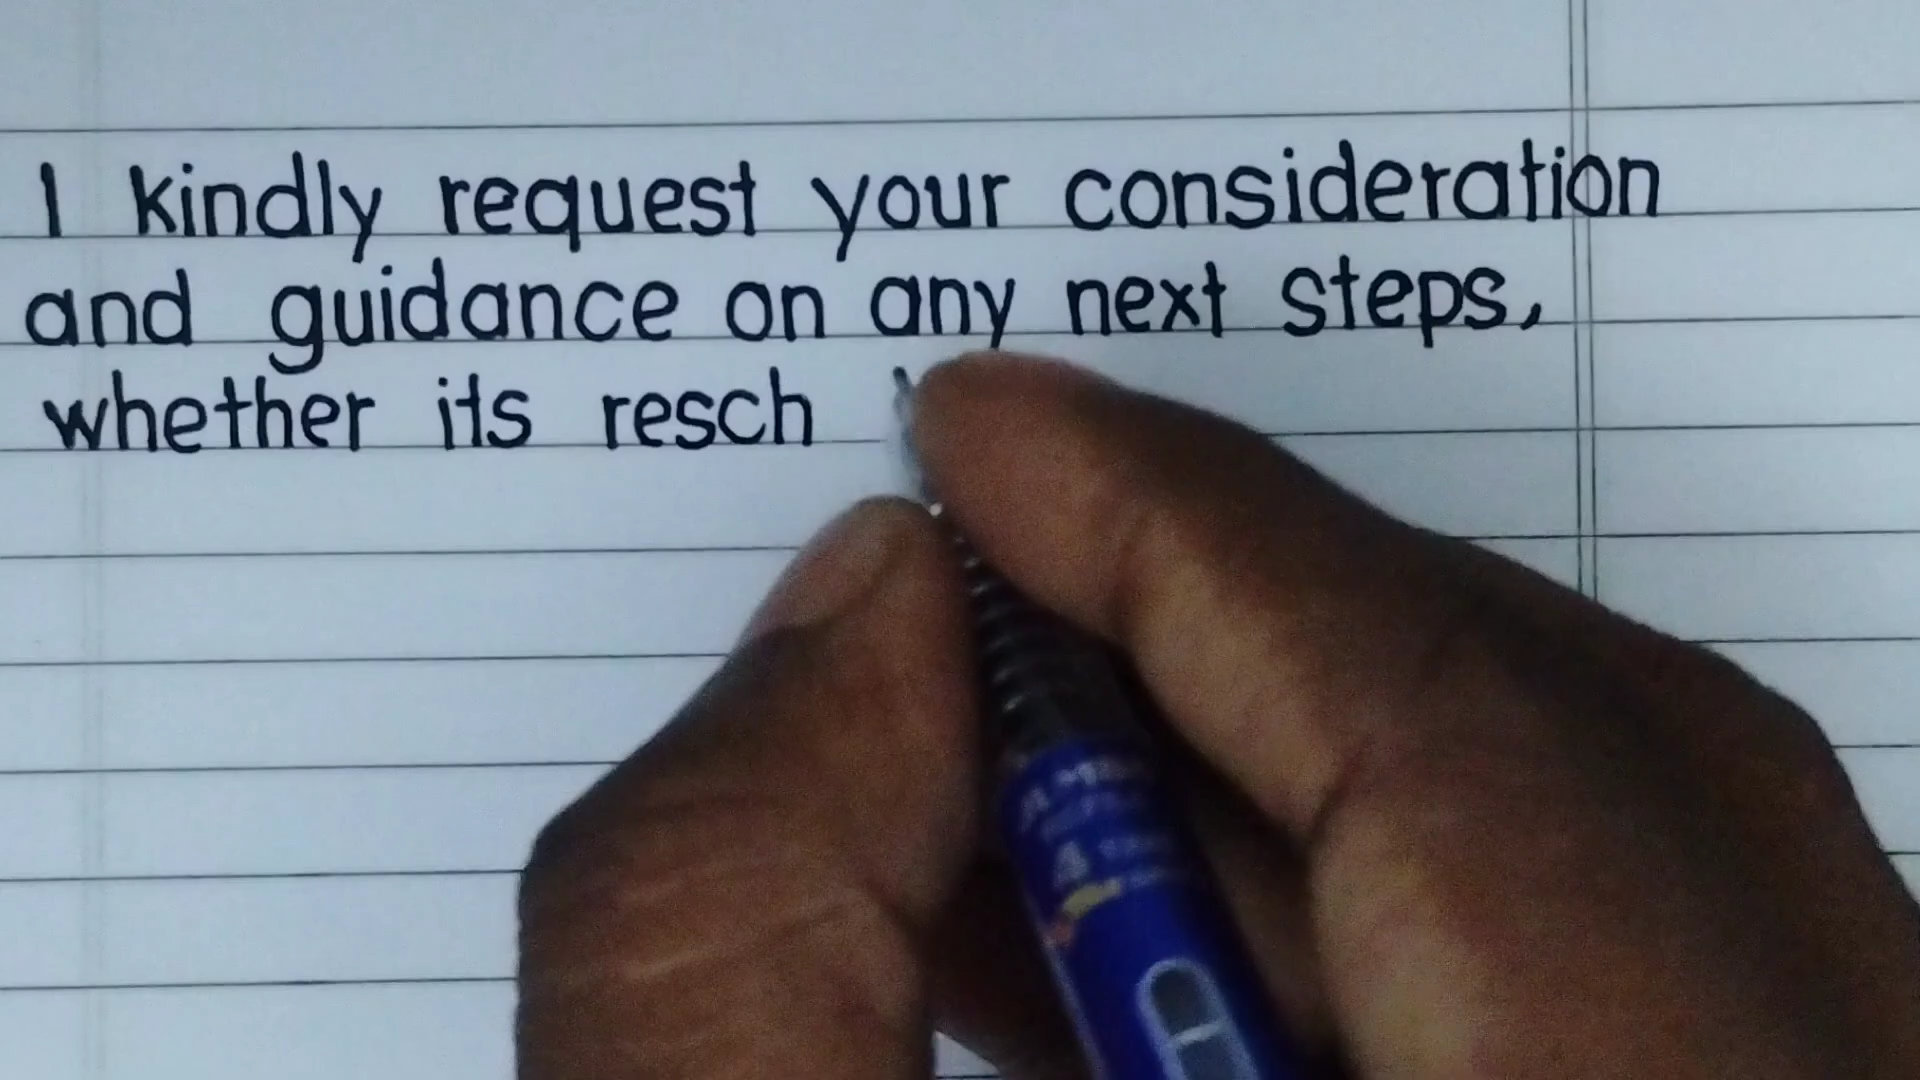 I kindly request your consideration
and guidance on any next steps,
whether its resch